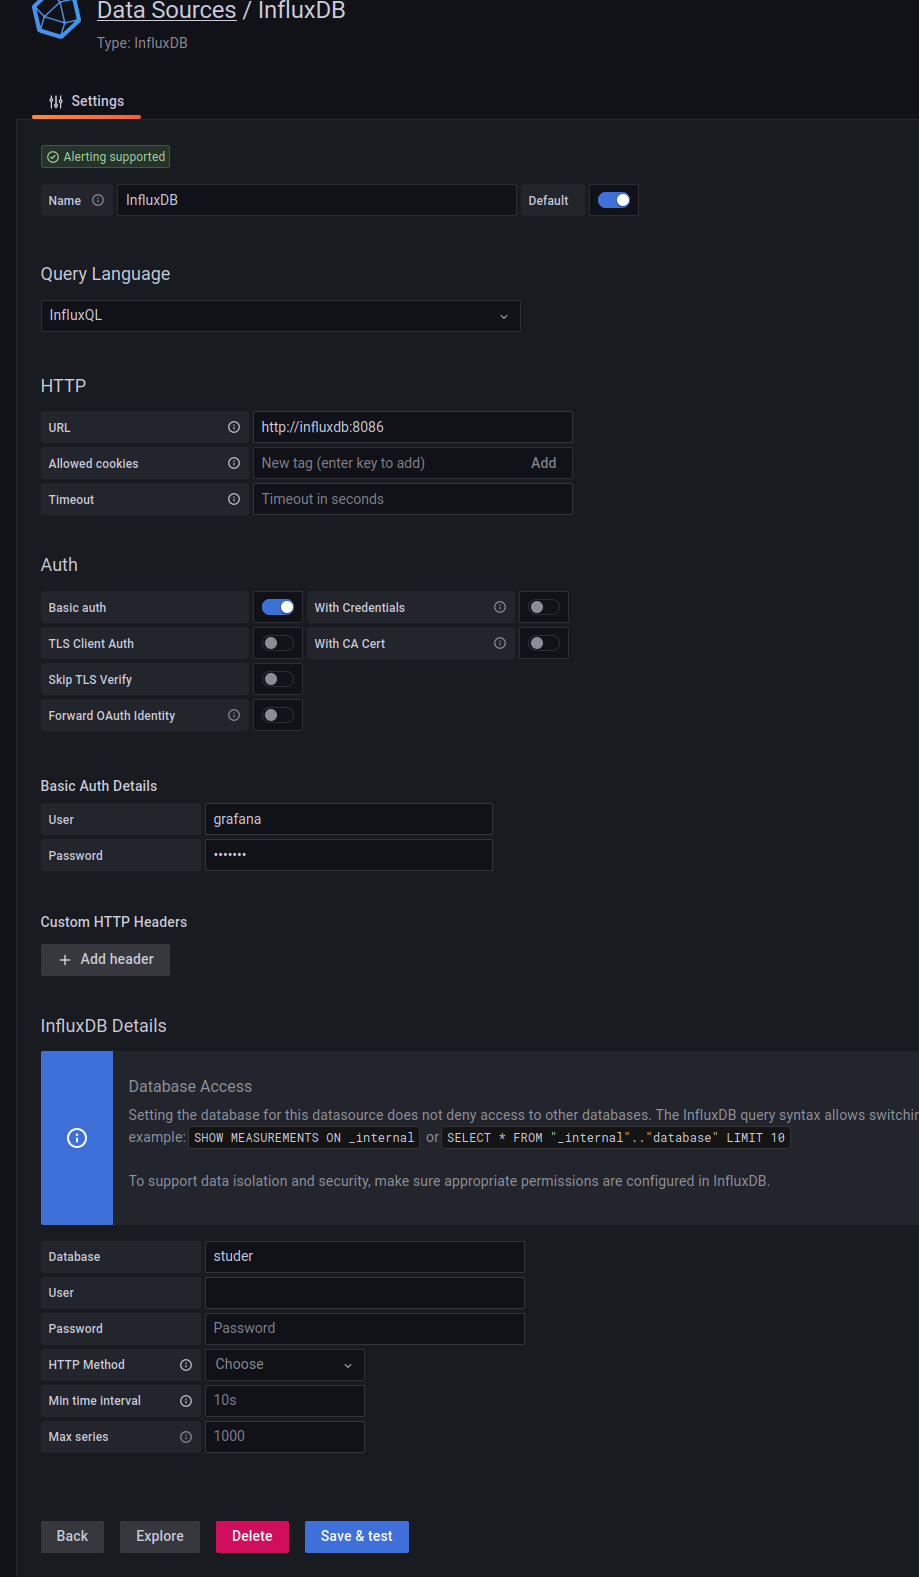 Data Sources / InfluxDB
Type: InfluxDB
Settings
Alerting supported
Name InfluxDB Default
Query Language
InfluxQL
HTTP
URL http://influxdb:8086
Allowed cookies New tag (enter key to add) Add
Timeout Timeout in seconds
Auth
Basic auth With Credentials
TLS Client Auth With CA Cert
Skip TLS Verify
Forward OAuth Identity
Basic Auth Details
User grafana
Password •••••••
Custom HTTP Headers
+ Add header
InfluxDB Details
Database Access
Setting the database for this datasource does not deny access to other databases. The InfluxDB query syntax allows
example: SHOW MEASUREMENTS ON _internal or SELECT * FROM "_internal".."database" LIMIT 10
To support data isolation and security, make sure appropriate permissions are configured in InfluxDB.
Database studer
User
Password Password
HTTP Method Choose
Min time interval 10s
Max series 1000
Back Explore Delete Save & test